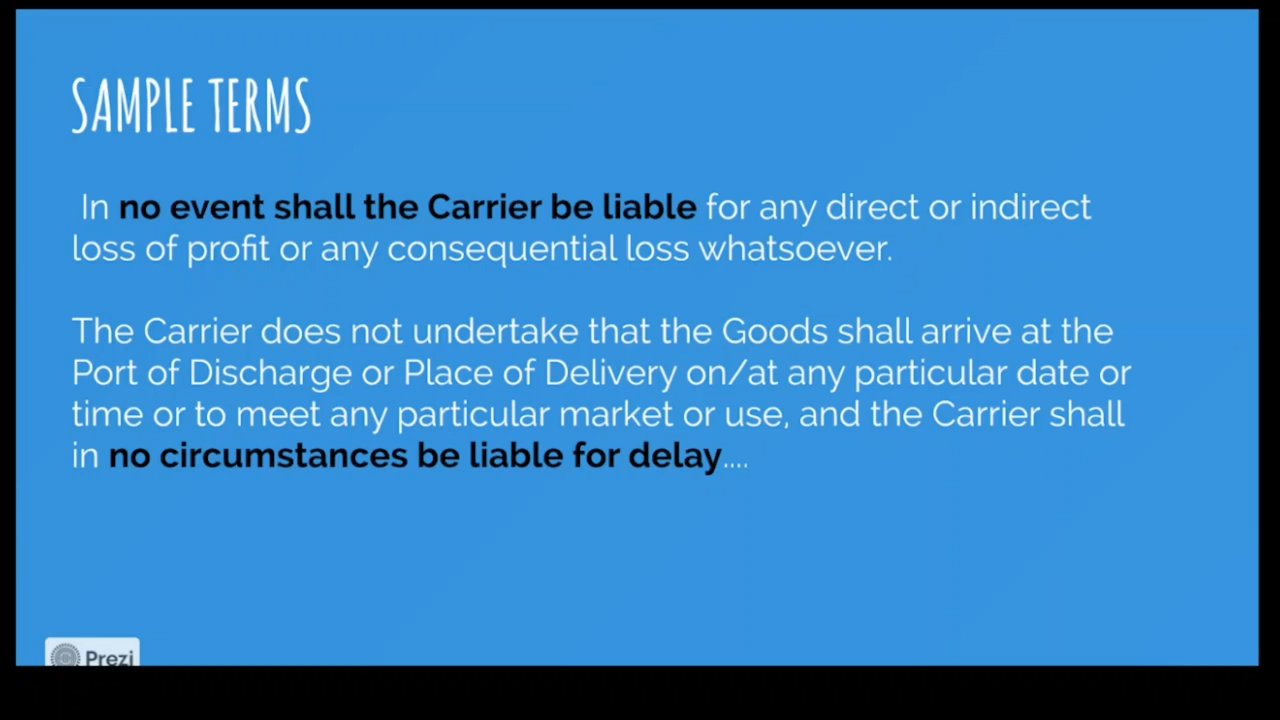 SAMPLE TERMS
In no event shall the Carrier be liable for any direct or indirect
loss of profit or any consequential loss whatsoever.
The Carrier does not undertake that the Goods shall arrive at the
Port of Discharge or Place of Delivery on/at any particular date or
time or to meet any particular market or use, and the Carrier shall
in no circumstances be liable for delay....
Prezi